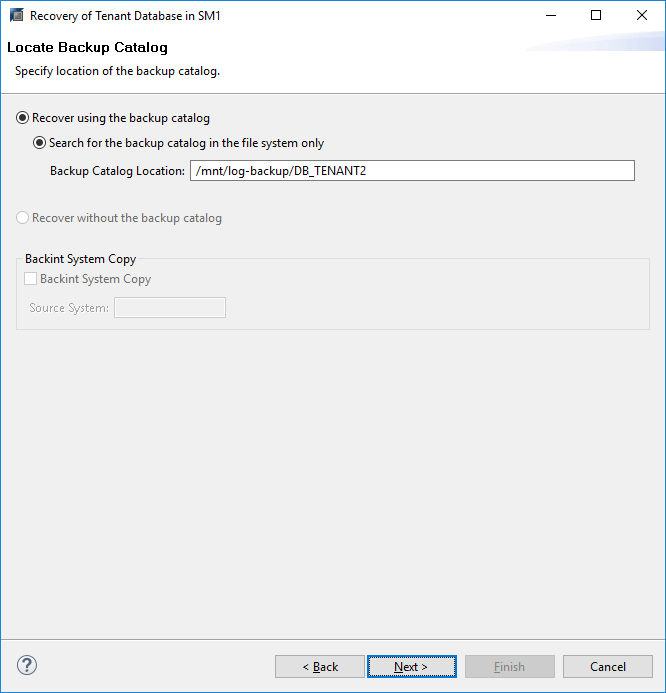 Recovery of Tenant Database in SM1
Locate Backup Catalog
Specify location of the backup catalog.
Recover using the backup catalog
Search for the backup catalog in the file system only
Backup Catalog Location: /mnt/log-backup/DB_TENANT2
Recover without the backup catalog
Backint System Copy
Backint System Copy
Source System:
?
< Back Next > Finish Cancel